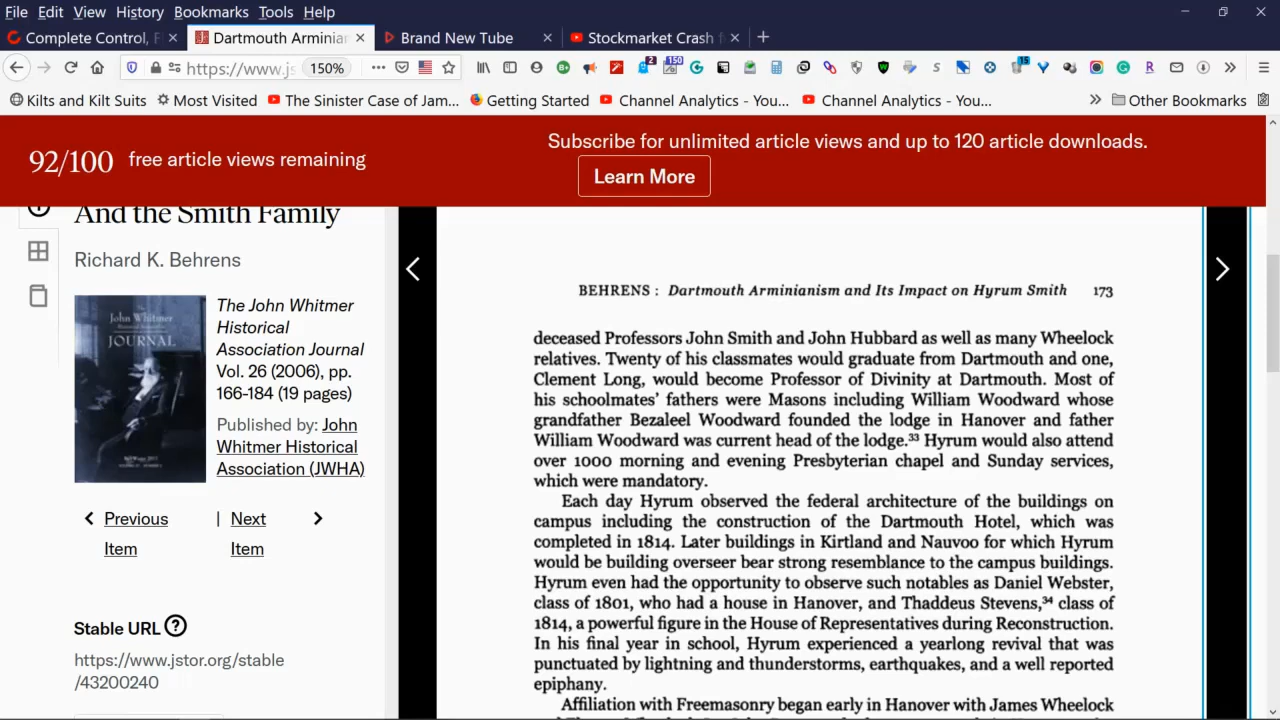 File Edit View History Bookmarks Tools Help
Complete Control, F
Dartmouth Arminia
Brand New Tube
Stockmarket Crash f
https://www.js
150%
2
150
15
Kilts and Kilt Suits
Most Visited
The Sinister Case of Jam...
Getting Started
Channel Analytics - You...
Channel Analytics - You...
Other Bookmarks
92/100 free article views remaining
Subscribe for unlimited article views and up to 120 article downloads.
Learn More
And the Smith Family
Richard K. Behrens
John Whitmer
JOURNAL
The John Whitmer
Historical
Association Journal
Vol. 26 (2006), pp.
166-184 (19 pages)
Published by: John
Whitmer Historical
Association (JWHA)
Previous
Item
| Next
Item
Stable URL
https://www.jstor.org/stable
/43200240
BEHRENS : Dartmouth Arminianism and Its Impact on Hyrum Smith 173
deceased Professors John Smith and John Hubbard as well as many Wheelock
relatives. Twenty of his classmates would graduate from Dartmouth and one,
Clement Long, would become Professor of Divinity at Dartmouth. Most of
his schoolmates' fathers were Masons including William Woodward whose
grandfather Bezaleel Woodward founded the lodge in Hanover and father
William Woodward was current head of the lodge.33 Hyrum would also attend
over 1000 morning and evening Presbyterian chapel and Sunday services,
which were mandatory.
Each day Hyrum observed the federal architecture of the buildings on
campus including the construction of the Dartmouth Hotel, which was
completed in 1814. Later buildings in Kirtland and Nauvoo for which Hyrum
would be building overseer bear strong resemblance to the campus buildings.
Hyrum even had the opportunity to observe such notables as Daniel Webster,
class of 1801, who had a house in Hanover, and Thaddeus Stevens,34 class of
1814, a powerful figure in the House of Representatives during Reconstruction.
In his final year in school, Hyrum experienced a yearlong revival that was
punctuated by lightning and thunderstorms, earthquakes, and a well reported
epiphany.
Affiliation with Freemasonry began early in Hanover with James Wheelock